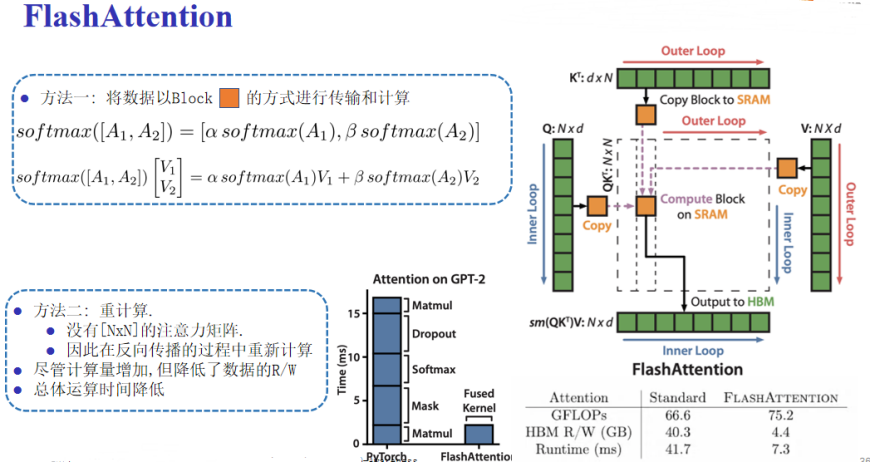 FlashAttention
● 方法一: 将数据以Block 的方式进行传输和计算
softmax([A₁, A₂]) = [α softmax(A₁), β softmax(A₂)]
softmax([A₁, A₂]) [V₁ V₂] = α softmax(A₁)V₁ + β softmax(A₂)V₂
● 方法二: 重计算.
● 没有[NxN]的注意力矩阵.
● 因此在反向传播的过程中重新计算
● 尽管计算量增加,但降低了数据的R/W
● 总体运算时间降低
Attention on GPT-2
Time (ms)
15
10
5
0
Matmul
Dropout
Softmax
Mask
Matmul
Fused
Kernel
PyTorch
FlashAttention
Outer Loop
Kᵀ: d x N
Copy Block to SRAM
Outer Loop
Q: N x d
V: N X d
QKᵀ: N x N
Copy
Compute Block
on SRAM
Copy
Inner Loop
Inner Loop
Outer Loop
Output to HBM
sm(QKᵀ)V: N x d
Inner Loop
FlashAttention
Attention Standard FLASHATTENTION
GFLOPs 66.6 75.2
HBM R/W (GB) 40.3 4.4
Runtime (ms) 41.7 7.3